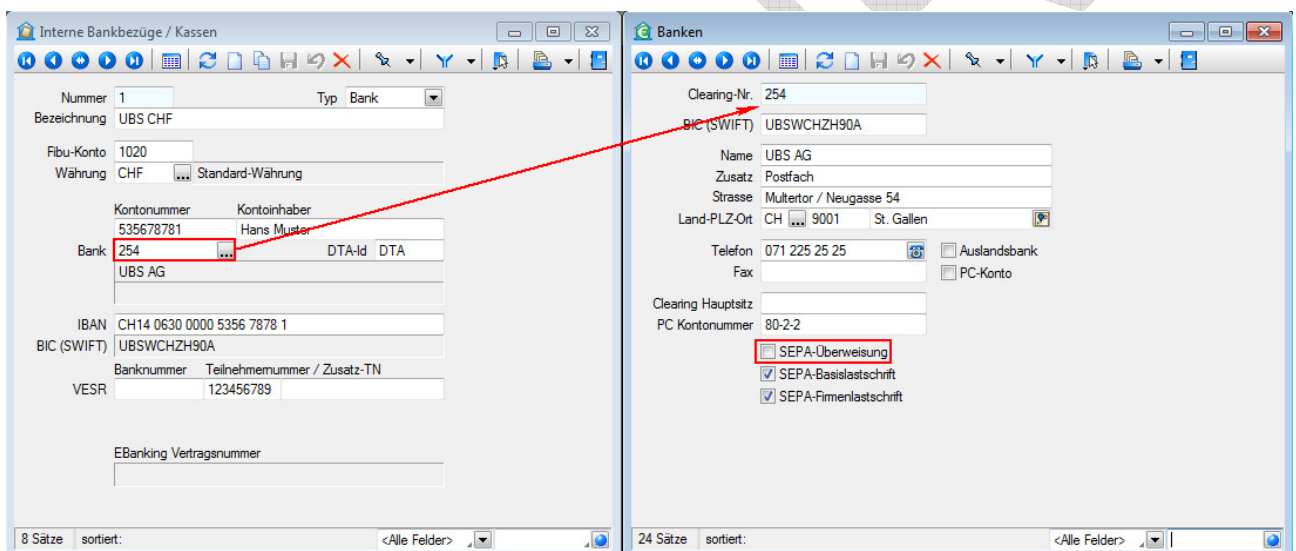 Interne Bankbezüge / Kassen
Nummer 1 Typ Bank
Bezeichnung UBS CHF
Fibu-Konto 1020
Währung CHF ... Standard-Währung
Kontonummer Kontoinhaber
535678781 Hans Muster
Bank 254 ... DTA-Id DTA
UBS AG
IBAN CH14 0630 0000 5356 7878 1
BIC (SWIFT) UBSWCHZH90A
Banknummer Teilnehmernummer / Zusatz-TN
VESR 123456789
EBanking Vertragsnummer
8 Sätze sortiert: <Alle Felder>
Banken
Clearing-Nr. 254
BIC (SWIFT) UBSWCHZH90A
Name UBS AG
Zusatz Postfach
Strasse Multertor / Neugasse 54
Land-PLZ-Ort CH ... 9001 St. Gallen
Telefon 071 225 25 25 Auslandsbank
Fax PC-Konto
Clearing Hauptsitz
PC Kontonummer 80-2-2
SEPA-Überweisung
SEPA-Basislastschrift
SEPA-Firmenlastschrift
24 Sätze sortiert: <Alle Felder>